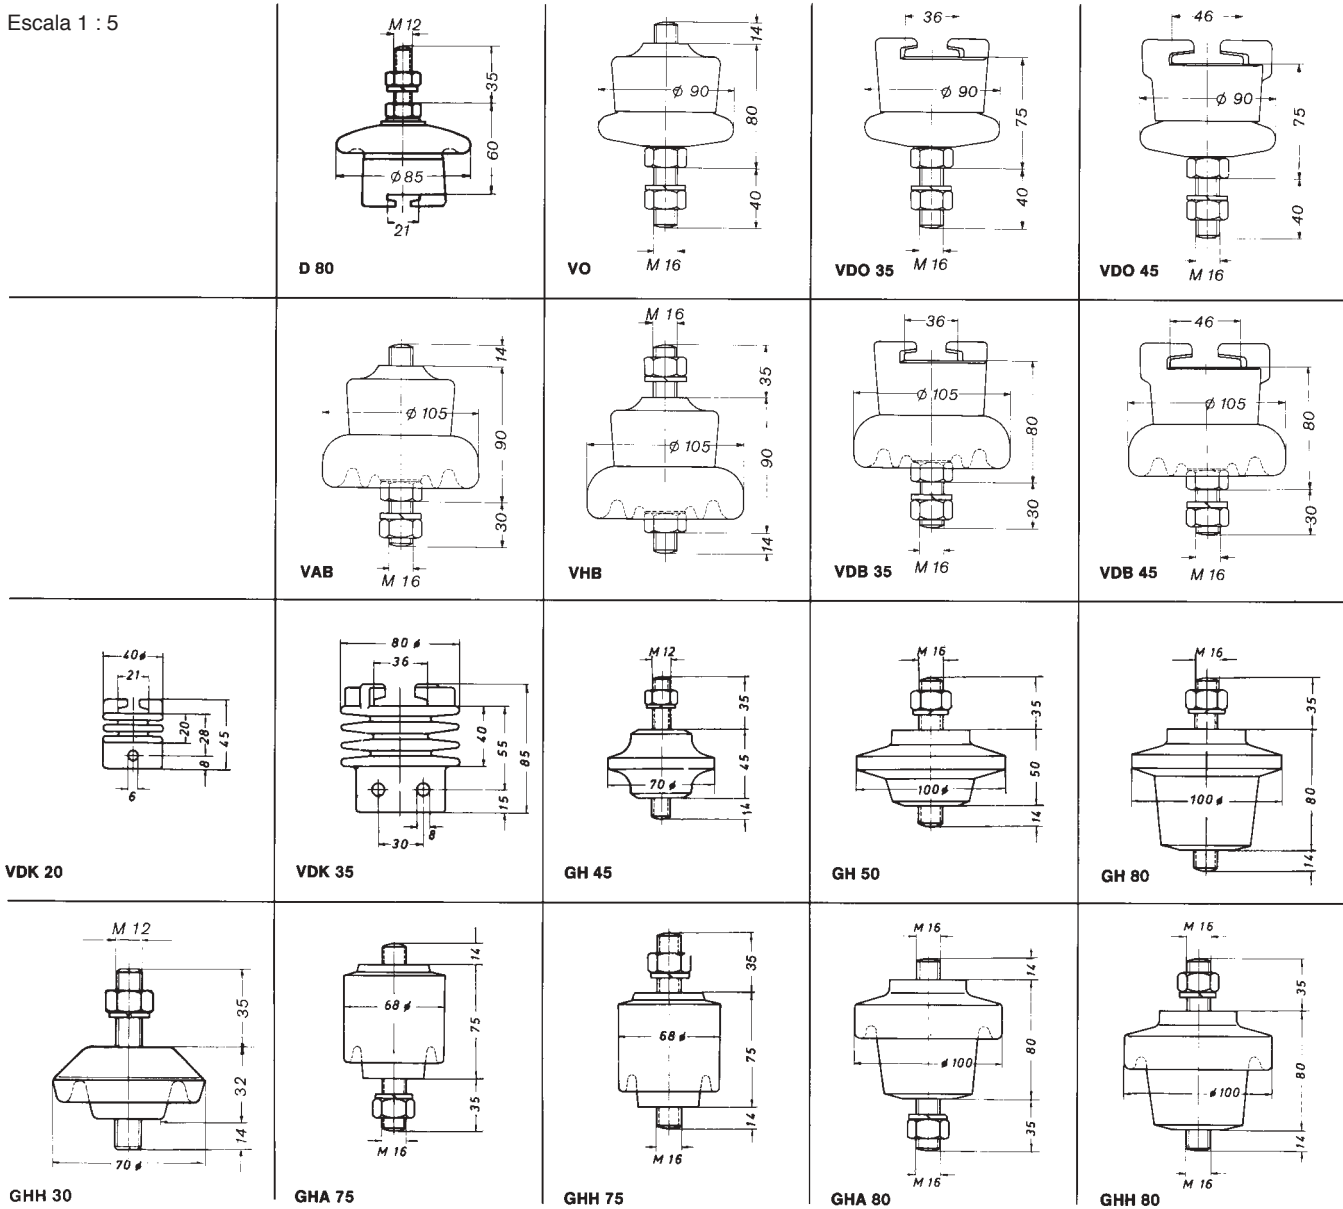 Escala 1 : 5
M 12
35
60
Ø 85
21
D 80
14
Ø 90
80
40
M 16
VO
36
Ø 90
75
40
M 16
VDO 35
46
Ø 90
75
40
M 16
VDO 45
14
Ø 105
90
30
M 16
VAB
M 16
35
Ø 105
90
14
VHB
36
Ø 105
80
30
M 16
VDB 35
46
Ø 105
80
30
M 16
VDB 45
40 ø
21
20
28
45
8
6
VDK 20
80 ø
36
40
55
85
15
8
30
VDK 35
M 12
35
45
70 ø
14
GH 45
M 16
35
50
100 ø
14
GH 50
M 16
35
80
100 ø
14
GH 80
M 12
35
32
14
70 ø
GHH 30
14
68 ø
75
35
M 16
GHA 75
35
68 ø
75
14
M 16
GHH 75
M 16
14
80
ø 100
35
M 16
GHA 80
M 16
35
80
ø 100
14
M 16
GHH 80